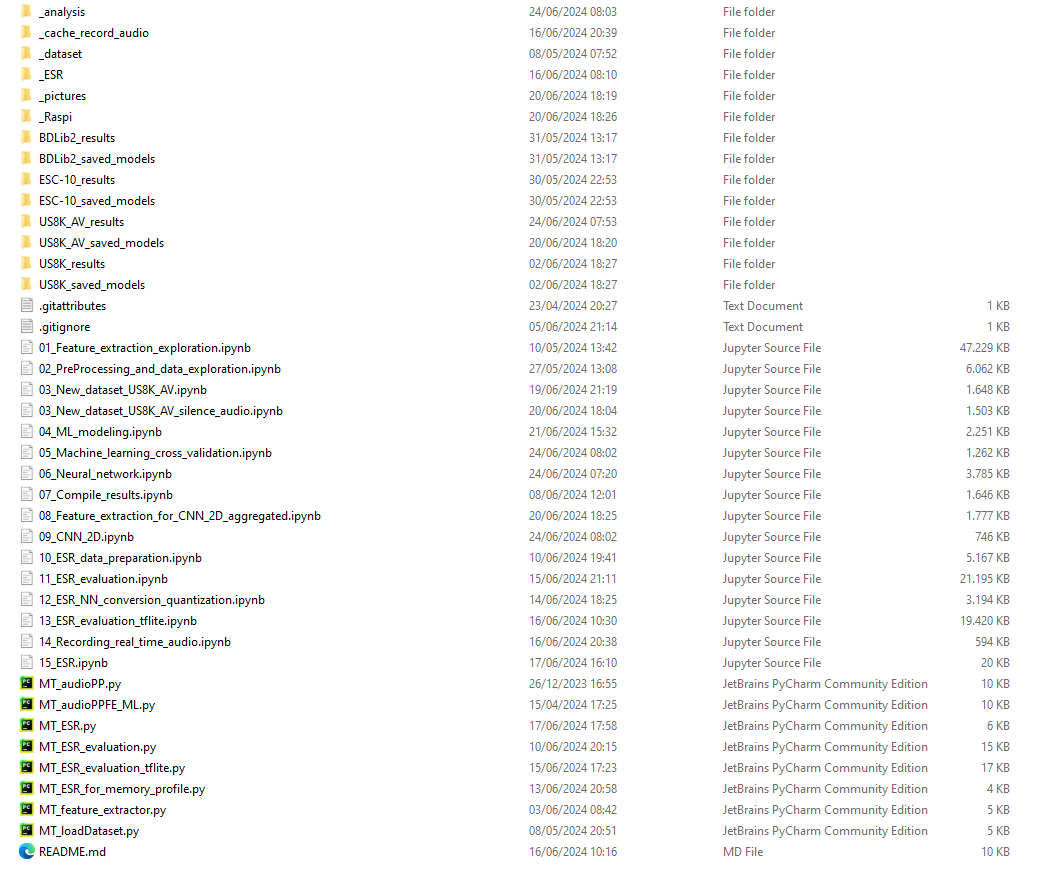 _analysis 24/06/2024 08:03 File folder
_cache_record_audio 16/06/2024 20:39 File folder
_dataset 08/05/2024 07:52 File folder
_ESR 16/06/2024 08:10 File folder
_pictures 20/06/2024 18:19 File folder
_Raspi 20/06/2024 18:26 File folder
BDLib2_results 31/05/2024 13:17 File folder
BDLib2_saved_models 31/05/2024 13:17 File folder
ESC-10_results 30/05/2024 22:53 File folder
ESC-10_saved_models 30/05/2024 22:53 File folder
US8K_AV_results 24/06/2024 07:53 File folder
US8K_AV_saved_models 20/06/2024 18:20 File folder
US8K_results 02/06/2024 18:27 File folder
US8K_saved_models 02/06/2024 18:27 File folder
.gitattributes 23/04/2024 20:27 Text Document 1 KB
.gitignore 05/06/2024 21:14 Text Document 1 KB
01_Feature_extraction_exploration.ipynb 10/05/2024 13:42 Jupyter Source File 47.229 KB
02_PreProcessing_and_data_exploration.ipynb 27/05/2024 13:08 Jupyter Source File 6.062 KB
03_New_dataset_US8K_AV.ipynb 19/06/2024 21:19 Jupyter Source File 1.648 KB
03_New_dataset_US8K_AV_silence_audio.ipynb 20/06/2024 18:04 Jupyter Source File 1.503 KB
04_ML_modeling.ipynb 21/06/2024 15:32 Jupyter Source File 2.251 KB
05_Machine_learning_cross_validation.ipynb 24/06/2024 08:02 Jupyter Source File 1.262 KB
06_Neural_network.ipynb 24/06/2024 07:20 Jupyter Source File 3.785 KB
07_Compile_results.ipynb 08/06/2024 12:01 Jupyter Source File 1.646 KB
08_Feature_extraction_for_CNN_2D_aggregated.ipynb 20/06/2024 18:25 Jupyter Source File 1.777 KB
09_CNN_2D.ipynb 24/06/2024 08:02 Jupyter Source File 746 KB
10_ESR_data_preparation.ipynb 10/06/2024 19:41 Jupyter Source File 5.167 KB
11_ESR_evaluation.ipynb 15/06/2024 21:11 Jupyter Source File 21.195 KB
12_ESR_NN_conversion_quantization.ipynb 14/06/2024 18:25 Jupyter Source File 3.194 KB
13_ESR_evaluation_tflite.ipynb 16/06/2024 10:30 Jupyter Source File 19.420 KB
14_Recording_real_time_audio.ipynb 16/06/2024 20:38 Jupyter Source File 594 KB
15_ESR.ipynb 17/06/2024 16:10 Jupyter Source File 20 KB
MT_audioPP.py 26/12/2023 16:55 JetBrains PyCharm Community Edition 10 KB
MT_audioPPFE_ML.py 15/04/2024 17:25 JetBrains PyCharm Community Edition 10 KB
MT_ESR.py 17/06/2024 17:58 JetBrains PyCharm Community Edition 6 KB
MT_ESR_evaluation.py 10/06/2024 20:15 JetBrains PyCharm Community Edition 15 KB
MT_ESR_evaluation_tflite.py 15/06/2024 17:23 JetBrains PyCharm Community Edition 17 KB
MT_ESR_for_memory_profile.py 13/06/2024 20:58 JetBrains PyCharm Community Edition 4 KB
MT_feature_extractor.py 03/06/2024 08:42 JetBrains PyCharm Community Edition 5 KB
MT_loadDataset.py 08/05/2024 20:51 JetBrains PyCharm Community Edition 5 KB
README.md 16/06/2024 10:16 MD File 10 KB